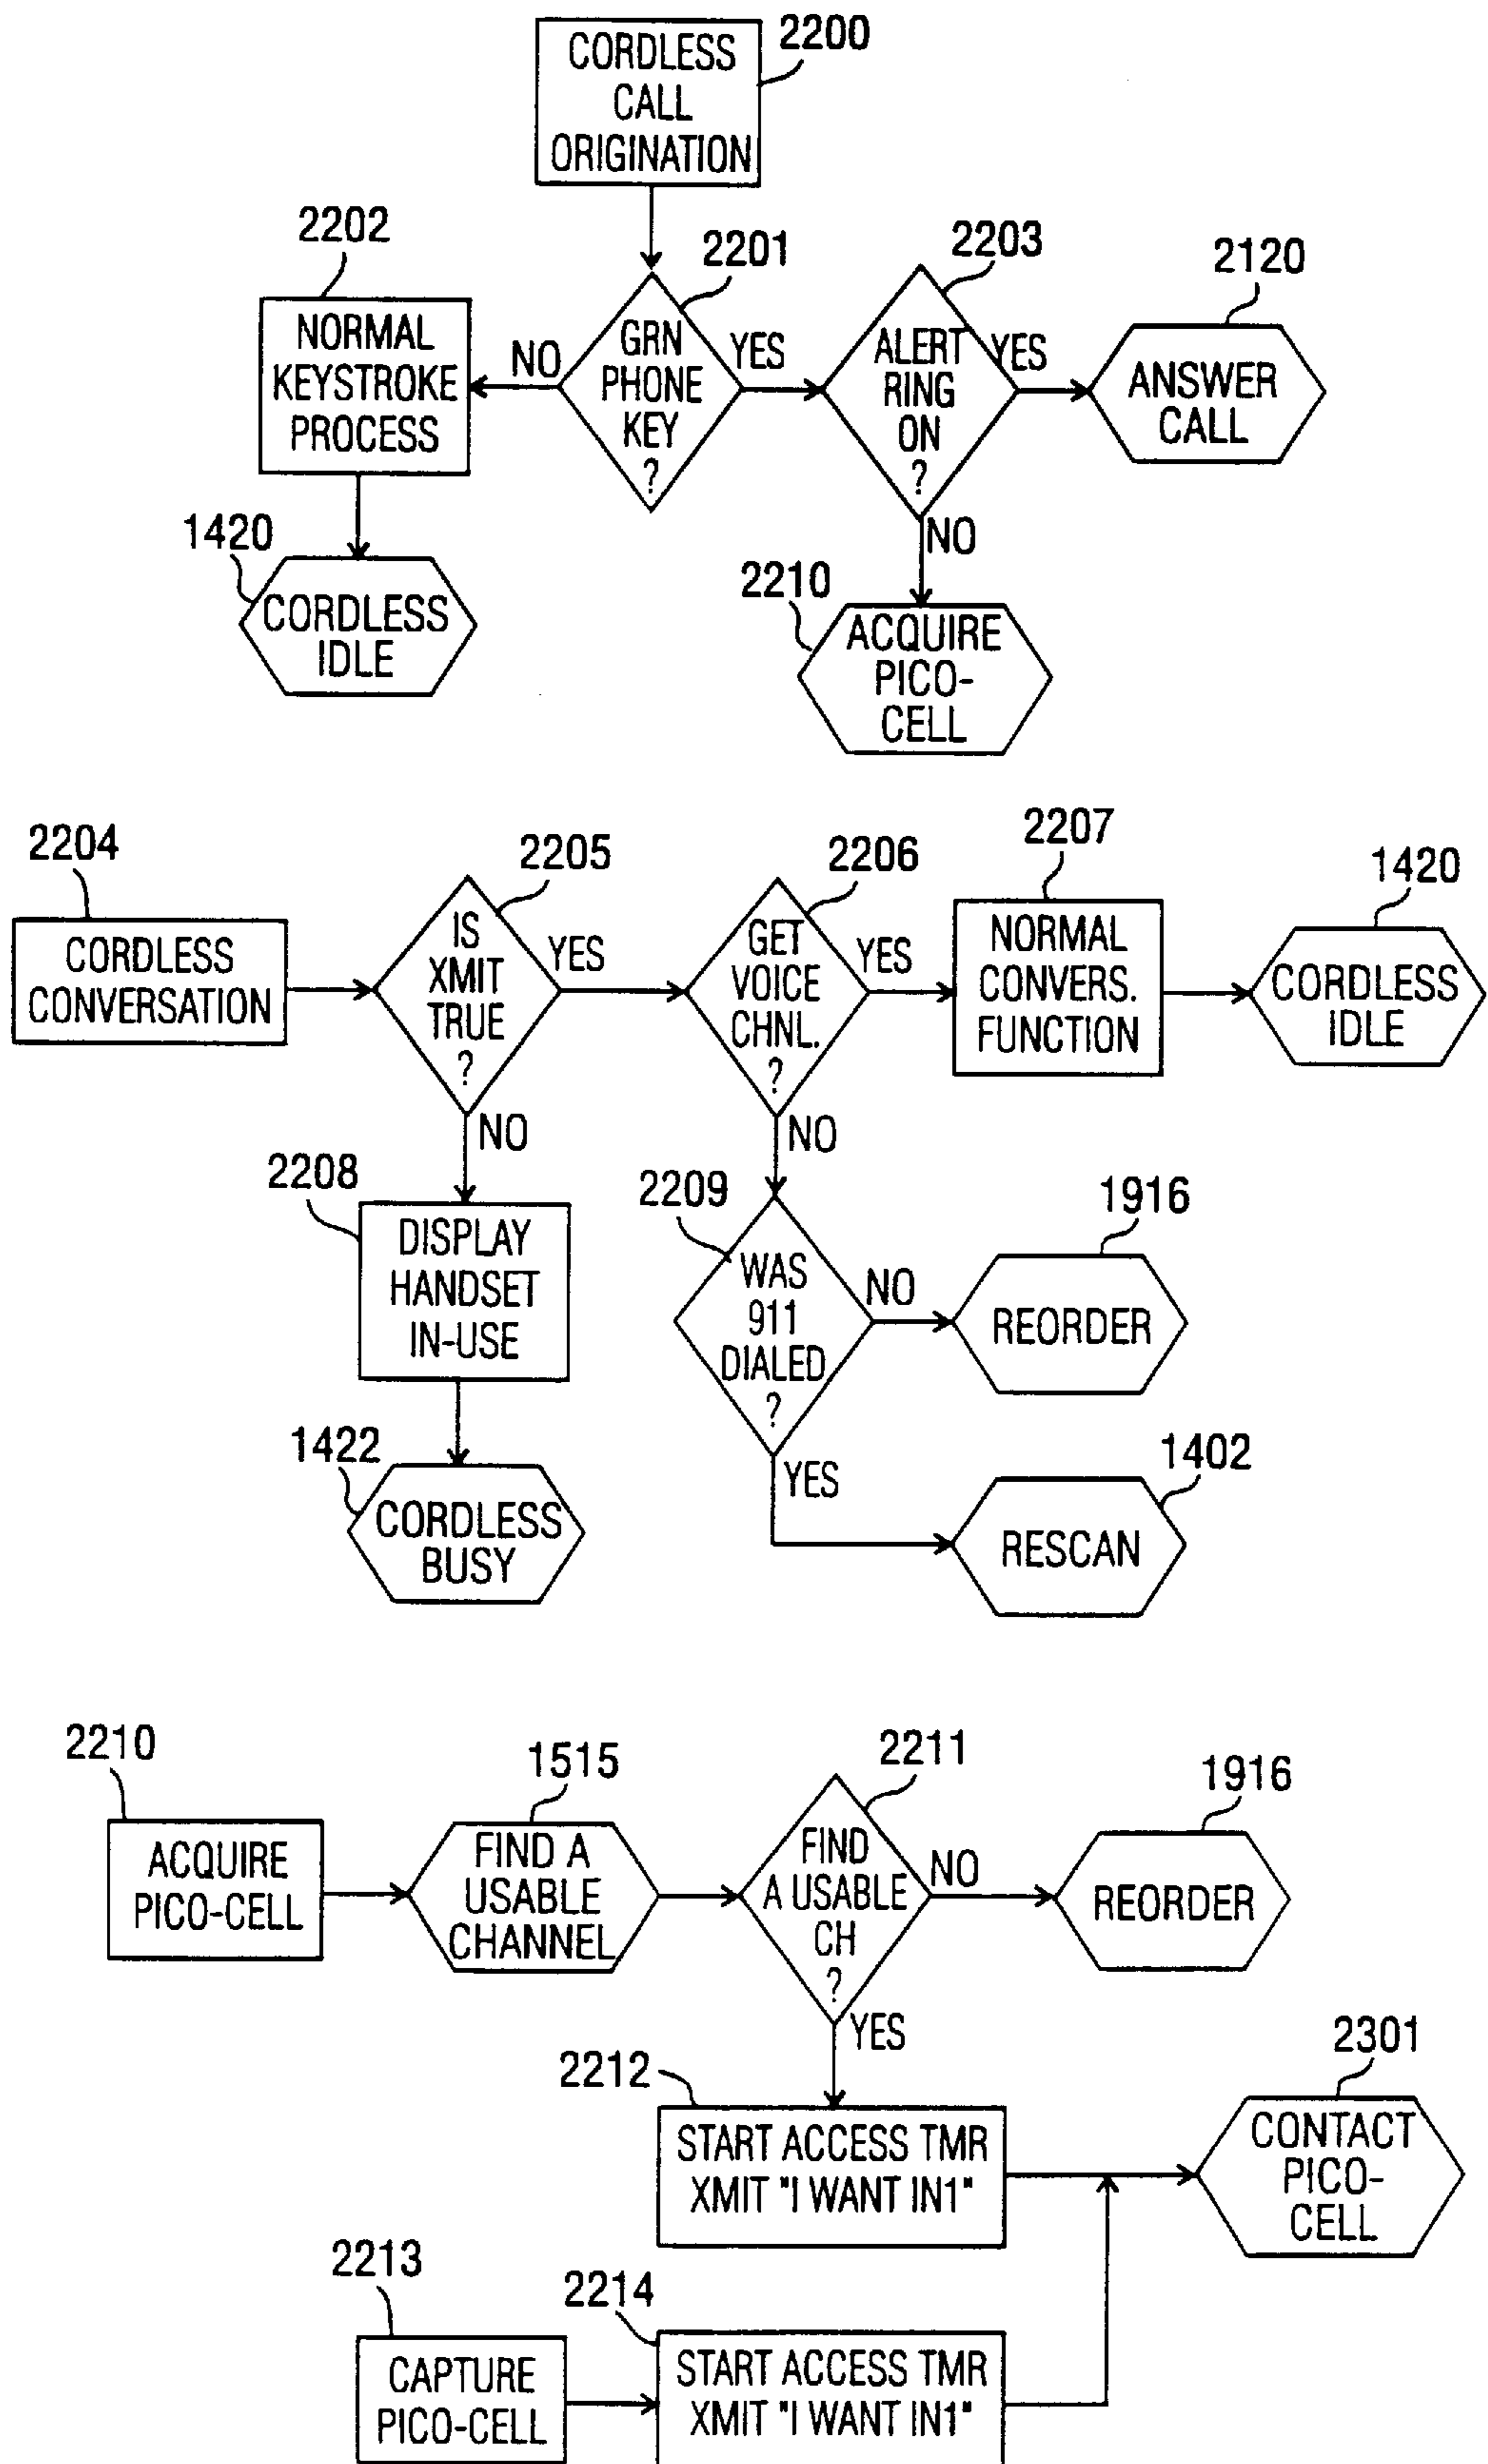 2200
CORDLESS
CALL
ORIGINATION
2202
2201
2203
2120
NORMAL
KEYSTROKE
PROCESS
NO
GRN
PHONE
KEY
?
YES
ALERT
RING
ON
?
YES
ANSWER
CALL
NO
1420
CORDLESS
IDLE
2210
ACQUIRE
PICO-
CELL
2204
2205
2206
2207
1420
CORDLESS
CONVERSATION
IS
XMIT
TRUE
?
YES
GET
VOICE
CHNL.
?
YES
NORMAL
CONVERS.
FUNCTION
CORDLESS
IDLE
NO
NO
2208
2209
1916
DISPLAY
HANDSET
IN-USE
WAS
911
DIALED
?
NO
REORDER
1422
YES
1402
CORDLESS
BUSY
RESCAN
2210
1515
2211
1916
ACQUIRE
PICO-CELL
FIND A
USABLE
CHANNEL
FIND
A USABLE
CH
?
NO
REORDER
YES
2212
2301
START ACCESS TMR
XMIT "I WANT IN1"
CONTACT
PICO-
CELL
2213
2214
CAPTURE
PICO-CELL
START ACCESS TMR
XMIT "I WANT IN1"